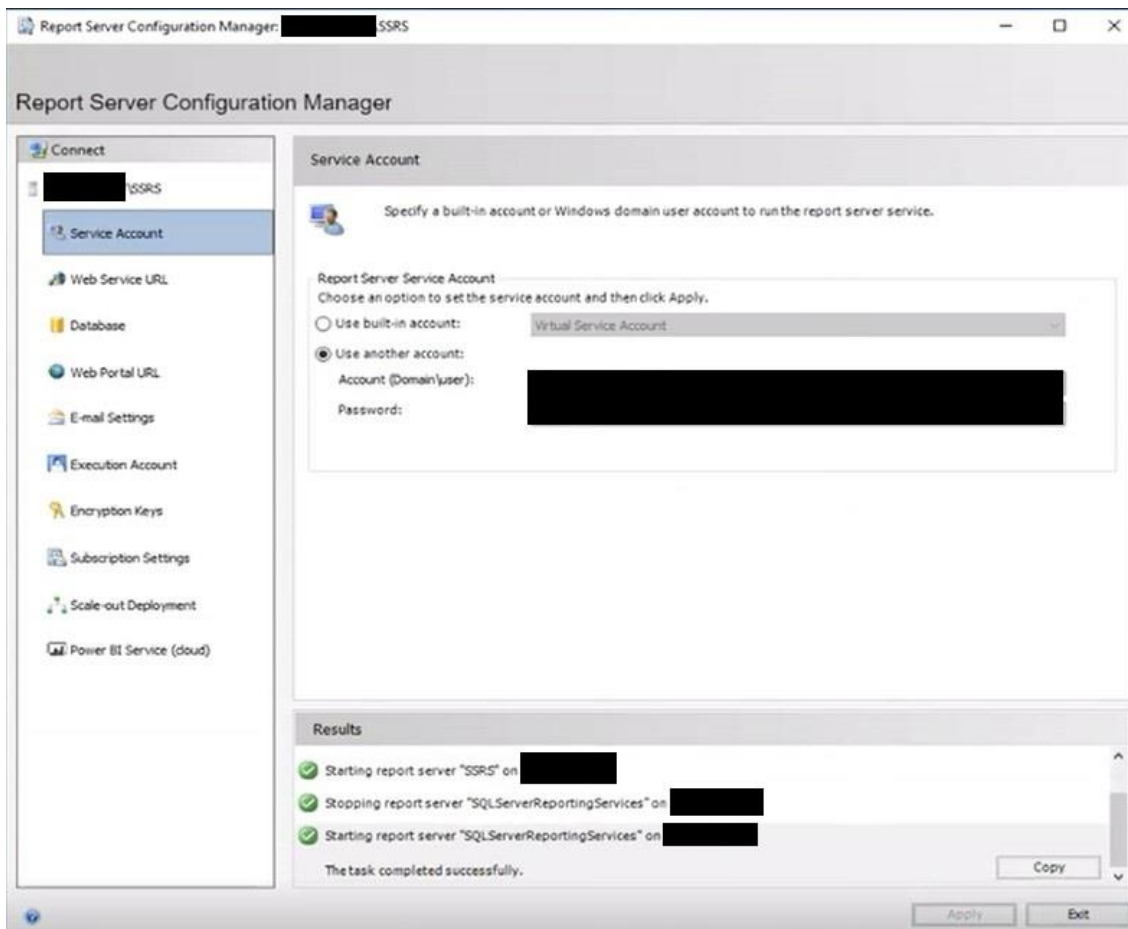 Report Server Configuration Manager: \SSRS
Report Server Configuration Manager
Connect
\SSRS
Service Account
Web Service URL
Database
Web Portal URL
E-mail Settings
Execution Account
Encryption Keys
Subscription Settings
Scale-out Deployment
Power BI Service (cloud)
Service Account
Specify a built-in account or Windows domain user account to run the report server service.
Report Server Service Account
Choose an option to set the service account and then click Apply.
Use built-in account:
Virtual Service Account
Use another account:
Account (Domain\user):
Password:
Results
Starting report server "SSRS" on
Stopping report server "SQLServerReportingServices" on
Starting report server "SQLServerReportingServices" on
The task completed successfully.
Copy
Apply
Exit